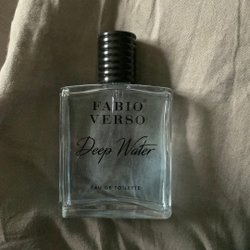 FABIO®
VERSO
Deep Water
EAU DE TOILETTE